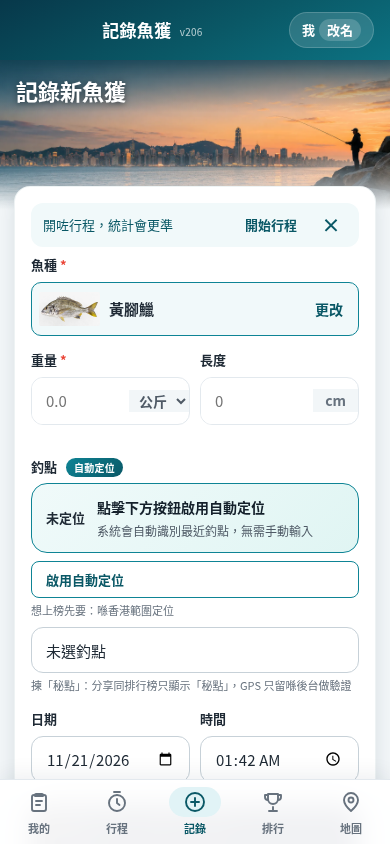 記錄魚獲 v206
我 改名
記錄新魚獲
開咗行程，統計會更準 開始行程
魚種 *
黃腳鱲 更改
重量 * 長度
0.0 公斤 0 cm
釣點 自動定位
未定位 點擊下方按鈕啟用自動定位
系統會自動識別最近釣點，無需手動輸入
啟用自動定位
想上榜先要：喺香港範圍定位
未選釣點
揀「秘點」：分享同排行榜只顯示「秘點」，GPS 只留喺後台做驗證
日期 時間
11/21/2026 01:42 AM
我的 行程 記錄 排行 地圖